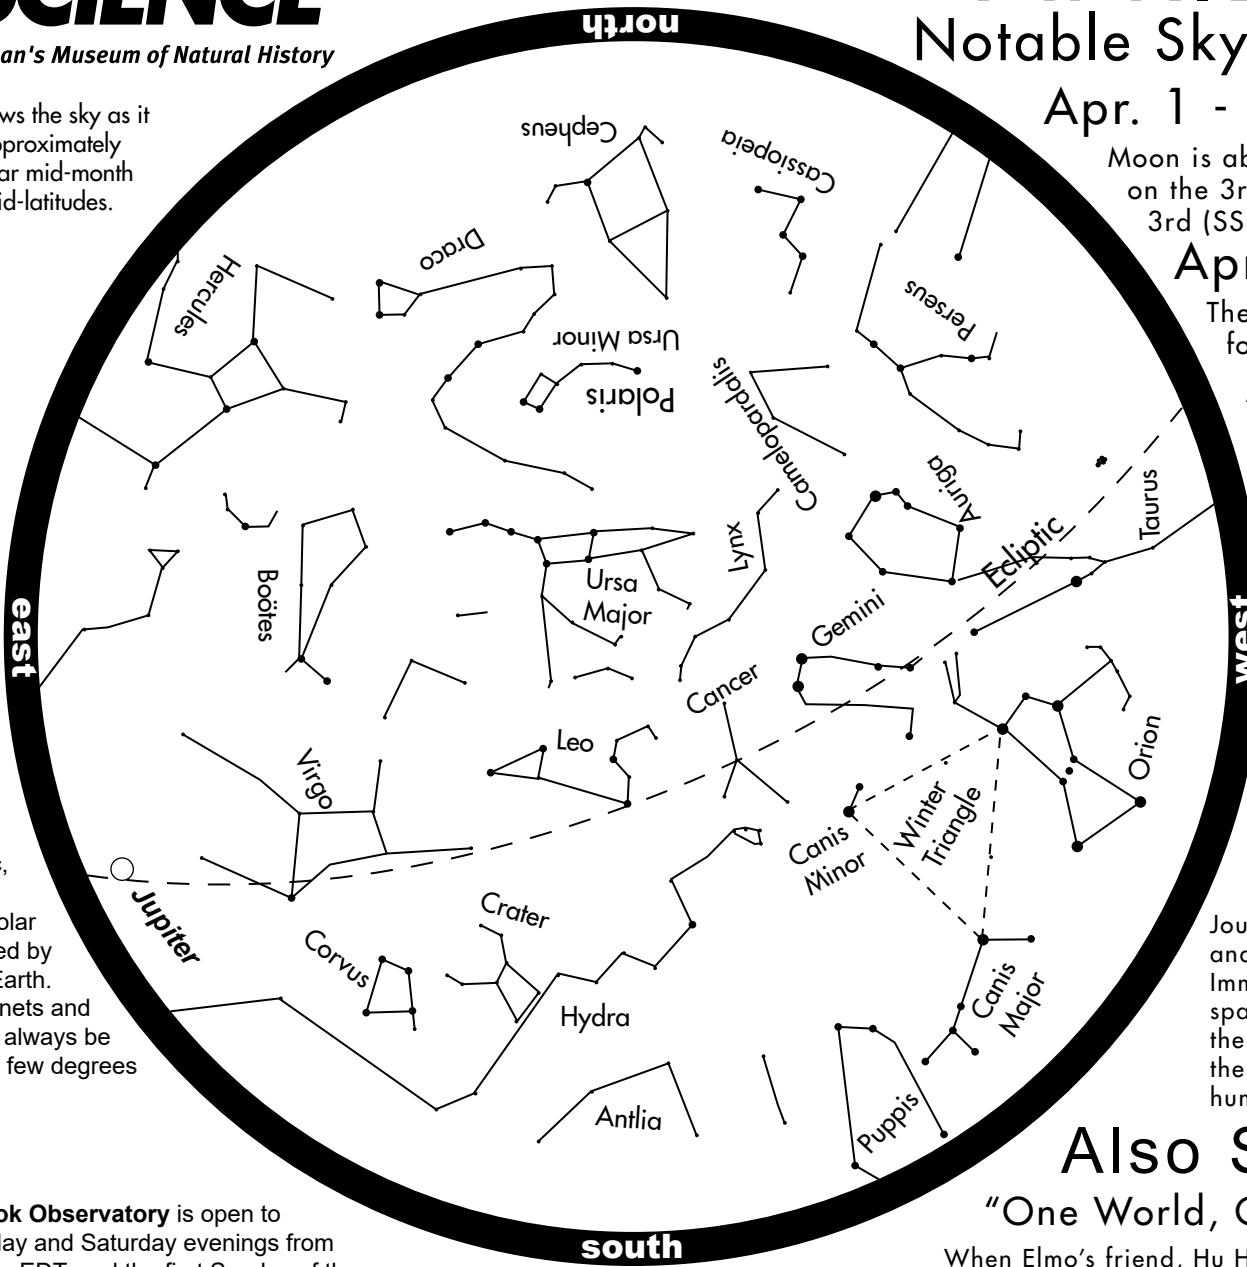 SCIENCE
an's Museum of Natural History
ws the sky as it
pproximately
ar mid-month
id-latitudes.
Notable Sky
Apr. 1 -
Moon is ab
on the 3r
3rd (SS
Apr
The
fo
north
Cepheus
Cassiopeia
Draco
Hercules
Perseus
Ursa Minor
Polaris
Camelopardalis
Auriga
Taurus
Ecliptic
Lynx
Boötes
Ursa
Major
Gemini
east
west
Cancer
Leo
Virgo
Orion
Winter
Triangle
Canis
Minor
Jupiter
Crater
Corvus
Hydra
Canis
Major
Antlia
Puppis
south
,
olar
ed by
Earth.
nets and
always be
few degrees
ok Observatory is open to
day and Saturday evenings from
Jou
and
Imm
spa
the
the
hum
Also S
“One World, O
When Elmo’s friend, Hu H